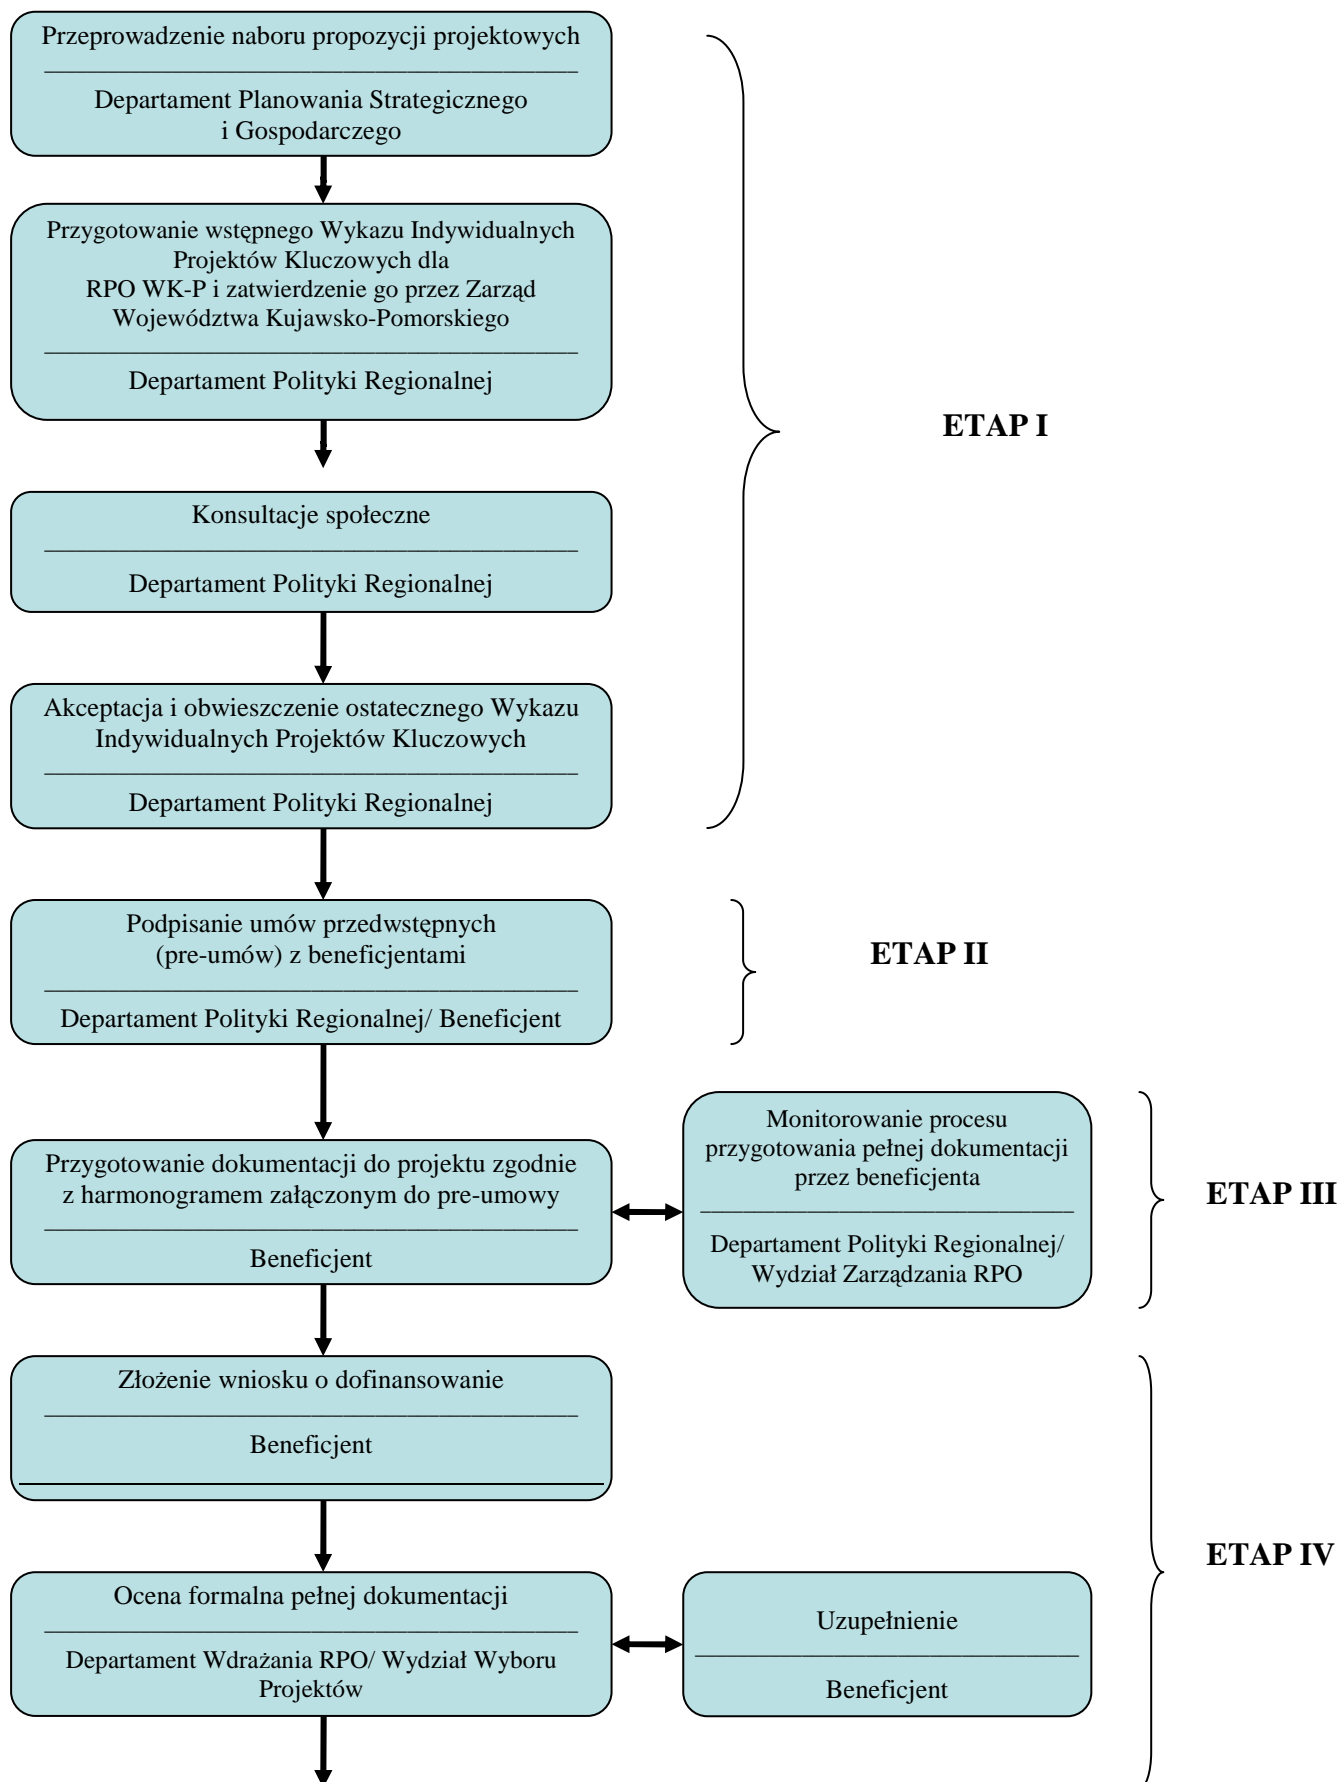 Przeprowadzenie naboru propozycji projektowych
Departament Planowania Strategicznego
i Gospodarczego
Przygotowanie wstępnego Wykazu Indywidualnych
Projektów Kluczowych dla
RPO WK-P i zatwierdzenie go przez Zarząd
Województwa Kujawsko-Pomorskiego
Departament Polityki Regionalnej
ETAP I
Konsultacje społeczne
Departament Polityki Regionalnej
Akceptacja i obwieszczenie ostatecznego Wykazu
Indywidualnych Projektów Kluczowych
Departament Polityki Regionalnej
Podpisanie umów przedwstępnych
(pre-umów) z beneficjentami
Departament Polityki Regionalnej/ Beneficjent
ETAP II
Przygotowanie dokumentacji do projektu zgodnie
z harmonogramem załączonym do pre-umowy
Beneficjent
Monitorowanie procesu
przygotowania pełnej dokumentacji
przez beneficjenta
Departament Polityki Regionalnej/
Wydział Zarządzania RPO
ETAP III
Złożenie wniosku o dofinansowanie
Beneficjent
ETAP IV
Ocena formalna pełnej dokumentacji
Departament Wdrażania RPO/ Wydział Wyboru
Projektów
Uzupełnienie
Beneficjent